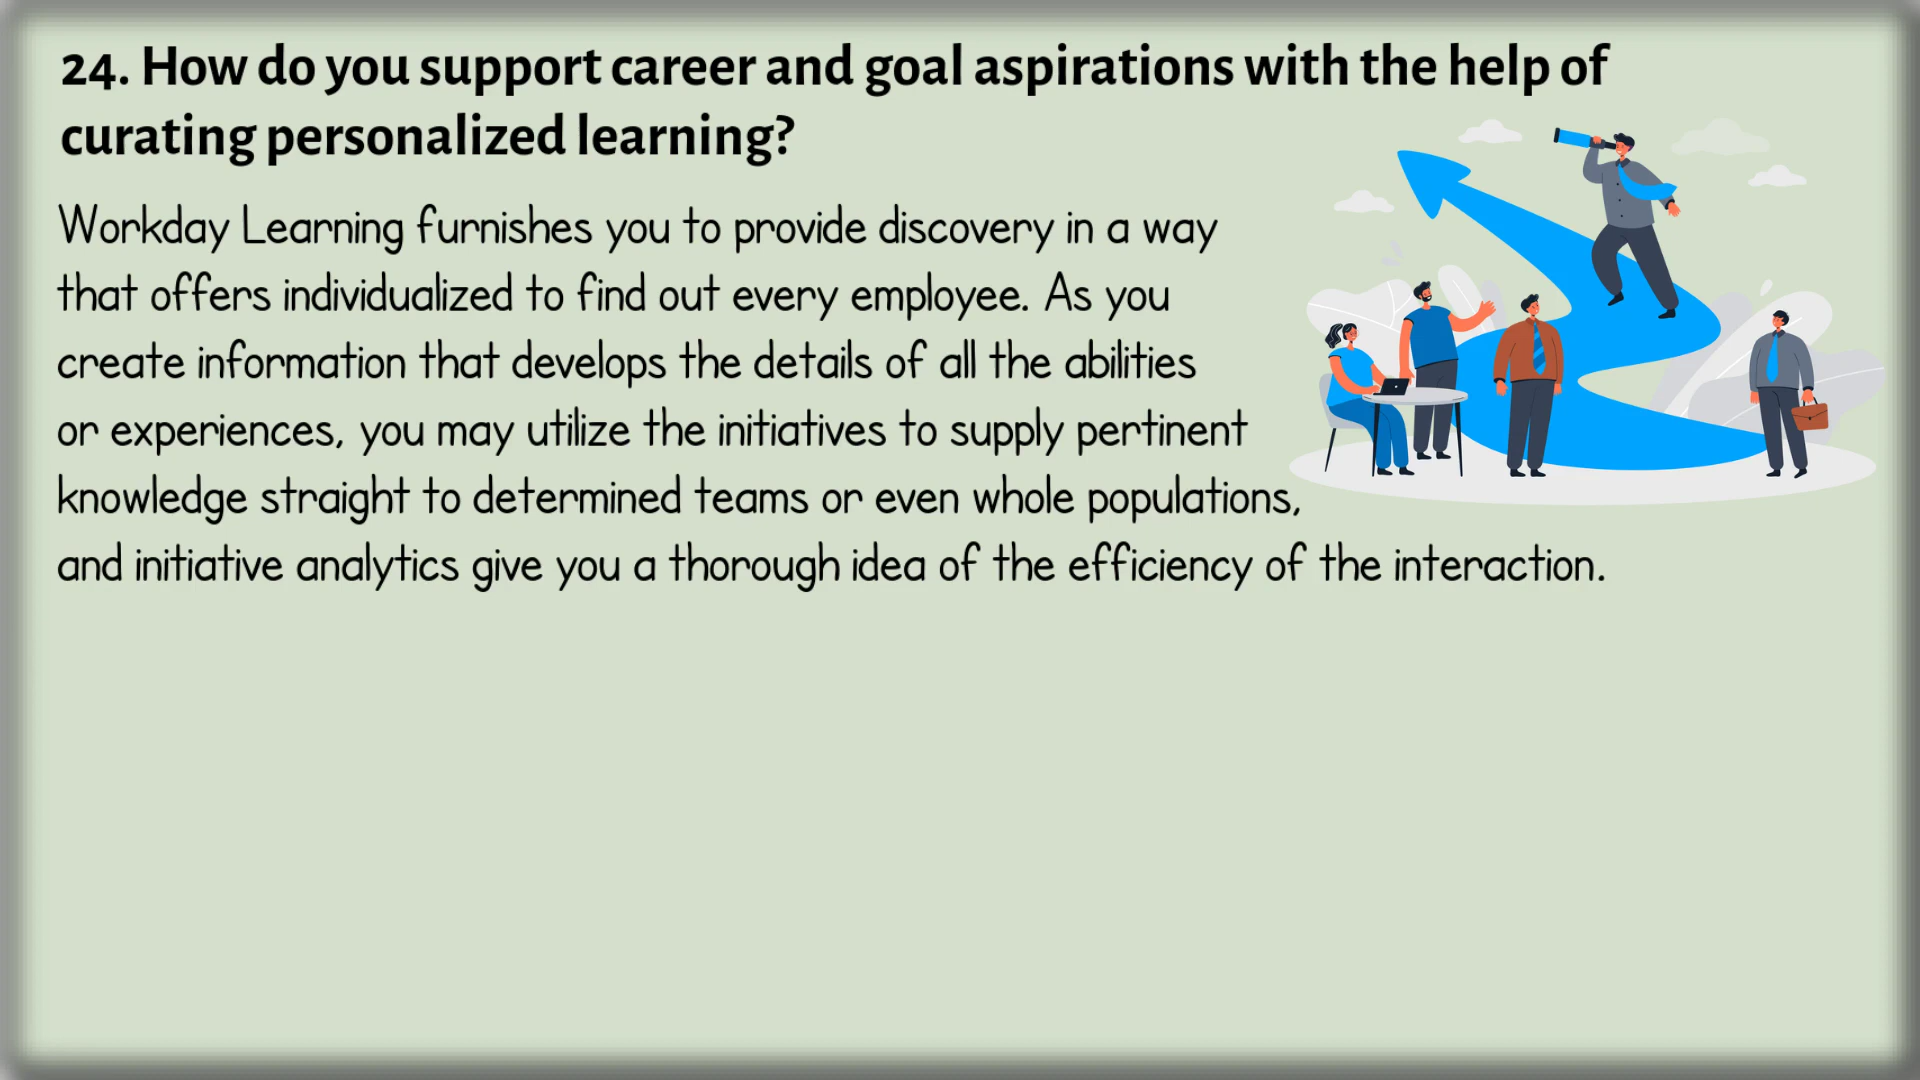 24. How do you support career and goal aspirations with the help of
curating personalized learning?
Workday Learning furnishes you to provide discovery in a way
that offers individualized to find out every employee. As you
create information that develops the details of all the abilities
or experiences, you may utilize the initiatives to supply pertinent
knowledge straight to determined teams or even whole populations,
and initiative analytics give you a thorough idea of the efficiency of the interaction.